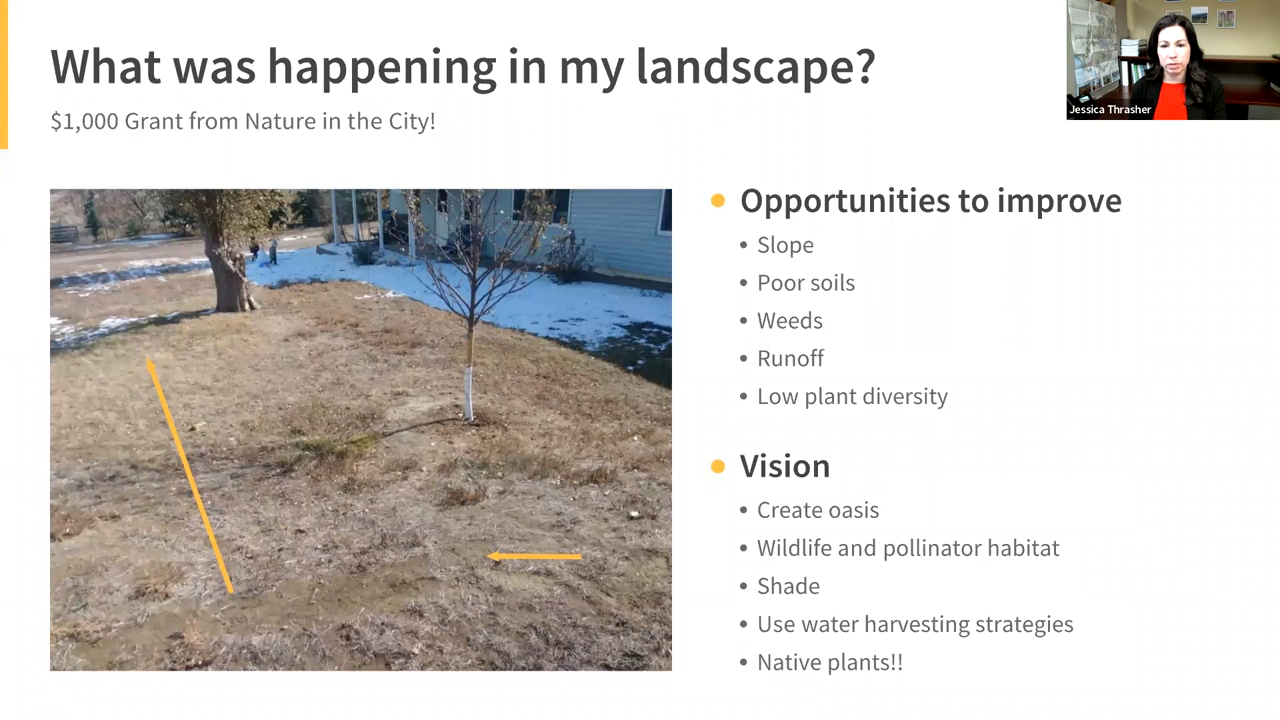 What was happening in my landscape?
$1,000 Grant from Nature in the City!
Jessica Thrasher
Opportunities to improve
Slope
Poor soils
Weeds
Runoff
Low plant diversity
Vision
Create oasis
Wildlife and pollinator habitat
Shade
Use water harvesting strategies
Native plants!!